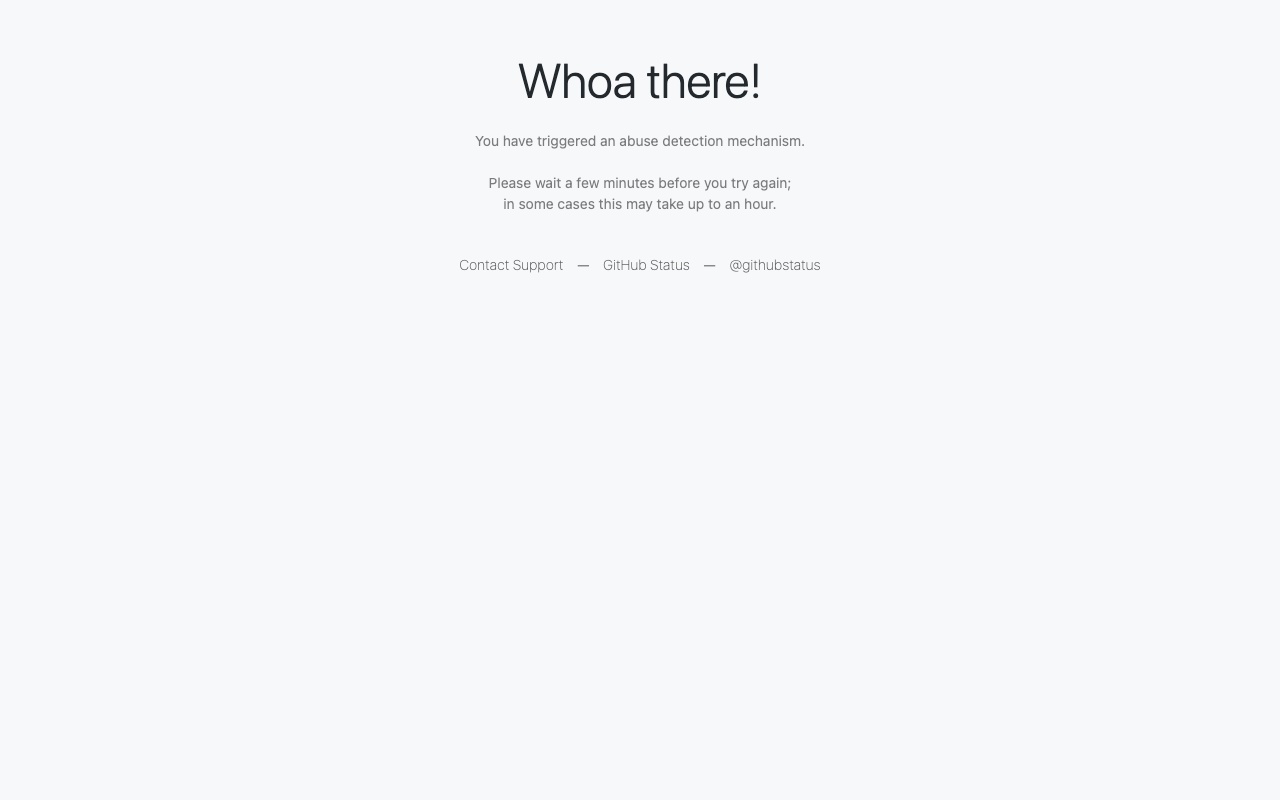 Whoa there!
You have triggered an abuse detection mechanism.
Please wait a few minutes before you try again;
in some cases this may take up to an hour.
Contact Support — GitHub Status — @githubstatus